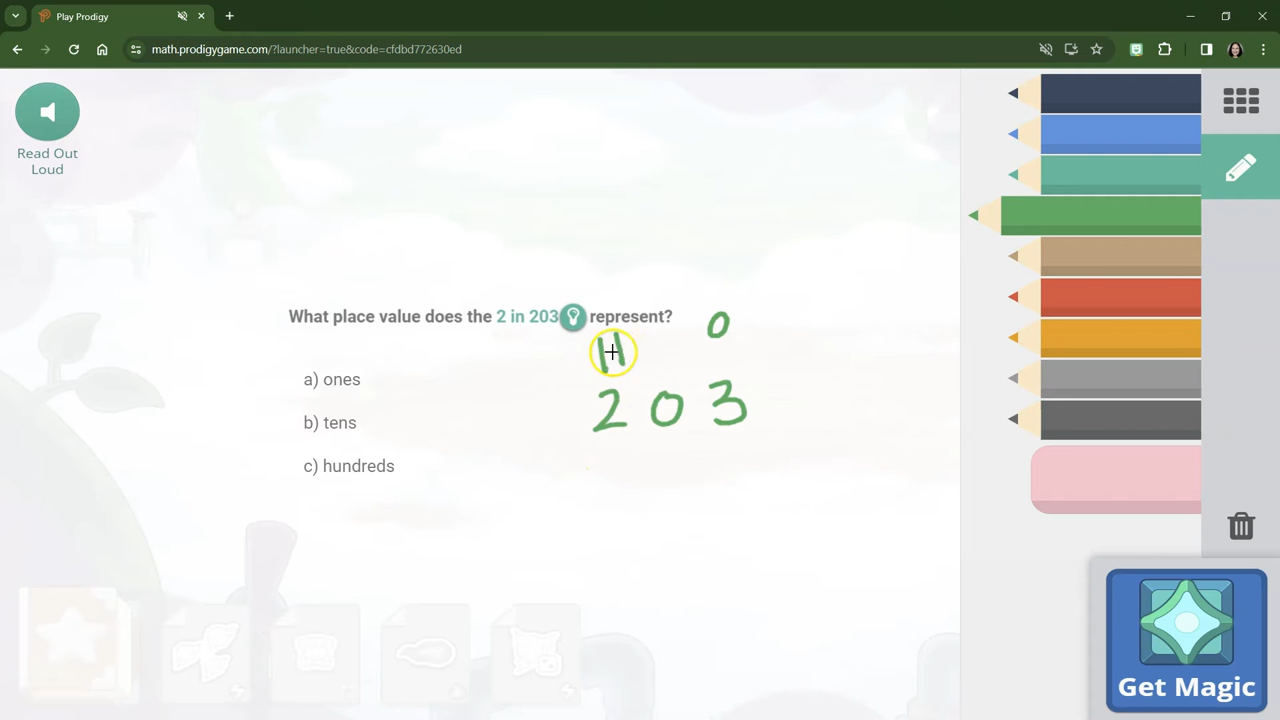 Play Prodigy
math.prodigygame.com/?launcher=true&code=cfdbd772630ed
Read Out
Loud
What place value does the 2 in 203 represent?
H O
2 0 3
a) ones
b) tens
c) hundreds
Get Magic